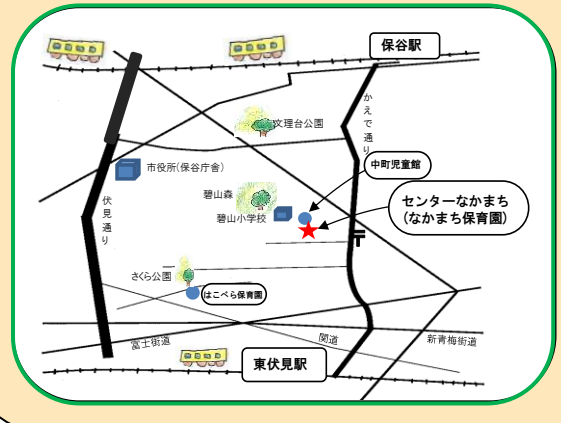 保谷駅
かえで通り
文理台公園
中町児童館
市役所(保谷庁舎)
碧山森
碧山小学校
センターなかまち
(なかまち保育園)
伏見通り
さくら公園
はこべら保育園
富士街道
関道
新青梅街道
東伏見駅